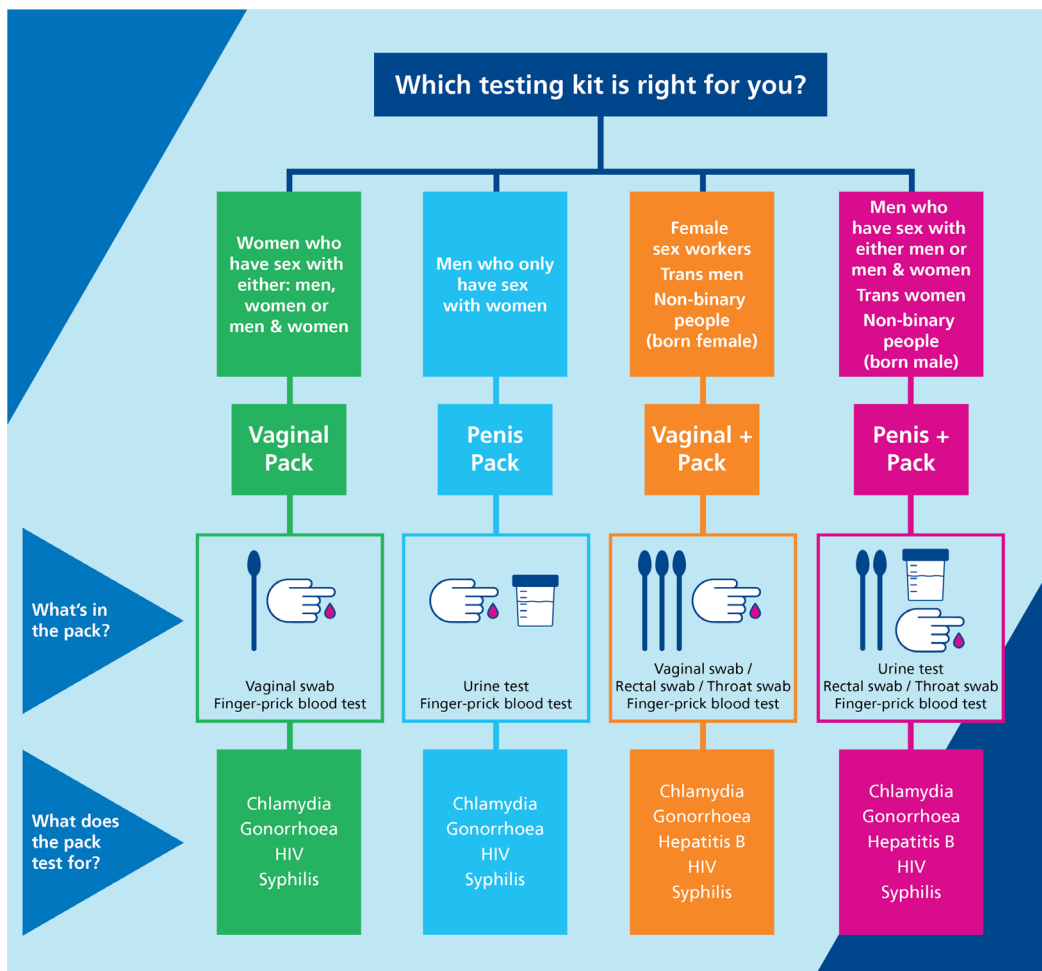 Which testing kit is right for you?
Women who
have sex with
either: men,
women or
men & women
Men who only
have sex
with women
Female
sex workers
Trans men
Non-binary
people
(born female)
Men who
have sex with
either men or
men & women
Trans women
Non-binary
people
(born male)
Vaginal
Pack
Penis
Pack
Vaginal +
Pack
Penis +
Pack
What's in
the pack?
Vaginal swab
Finger-prick blood test
Urine test
Finger-prick blood test
Vaginal swab /
Rectal swab / Throat swab
Finger-prick blood test
Urine test
Rectal swab / Throat swab
Finger-prick blood test
What does
the pack
test for?
Chlamydia
Gonorrhoea
HIV
Syphilis
Chlamydia
Gonorrhoea
HIV
Syphilis
Chlamydia
Gonorrhoea
Hepatitis B
HIV
Syphilis
Chlamydia
Gonorrhoea
Hepatitis B
HIV
Syphilis